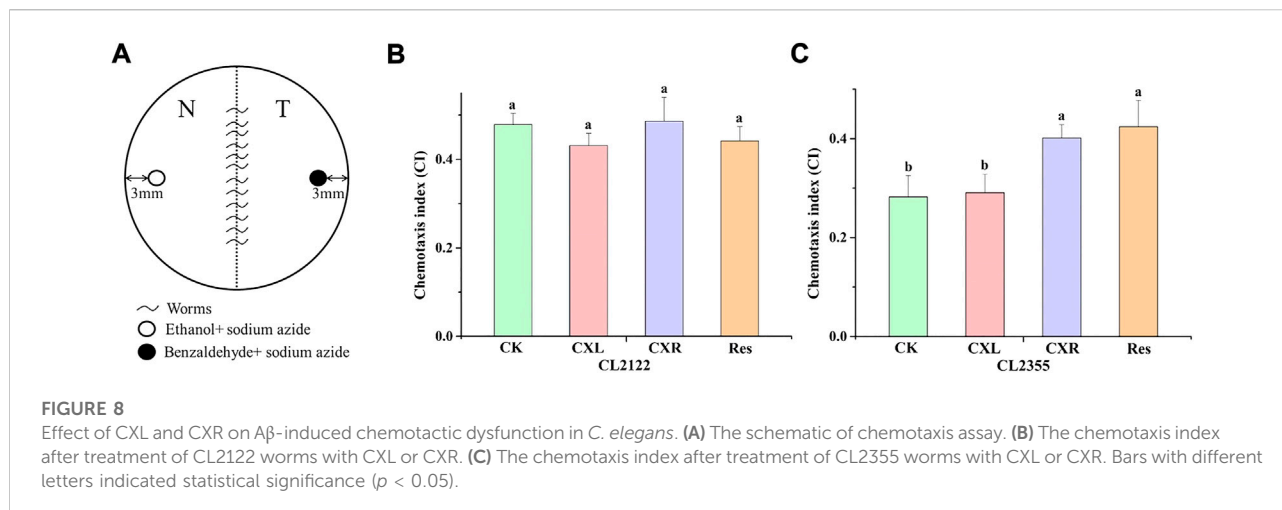 A
N T
3mm 3mm
Worms
Ethanol+ sodium azide
Benzaldehyde+ sodium azide
B
Chemotaxis index (CI)
0.4
0.2
0.0
a a a a
CK CXL CXR Res
CL2122
C
Chemotaxis index (CI)
0.4
0.2
0.0
b b a a
CK CXL CXR Res
CL2355
FIGURE 8
Effect of CXL and CXR on Aβ-induced chemotactic dysfunction in C. elegans. (A) The schematic of chemotaxis assay. (B) The chemotaxis index
after treatment of CL2122 worms with CXL or CXR. (C) The chemotaxis index after treatment of CL2355 worms with CXL or CXR. Bars with different
letters indicated statistical significance (p < 0.05).